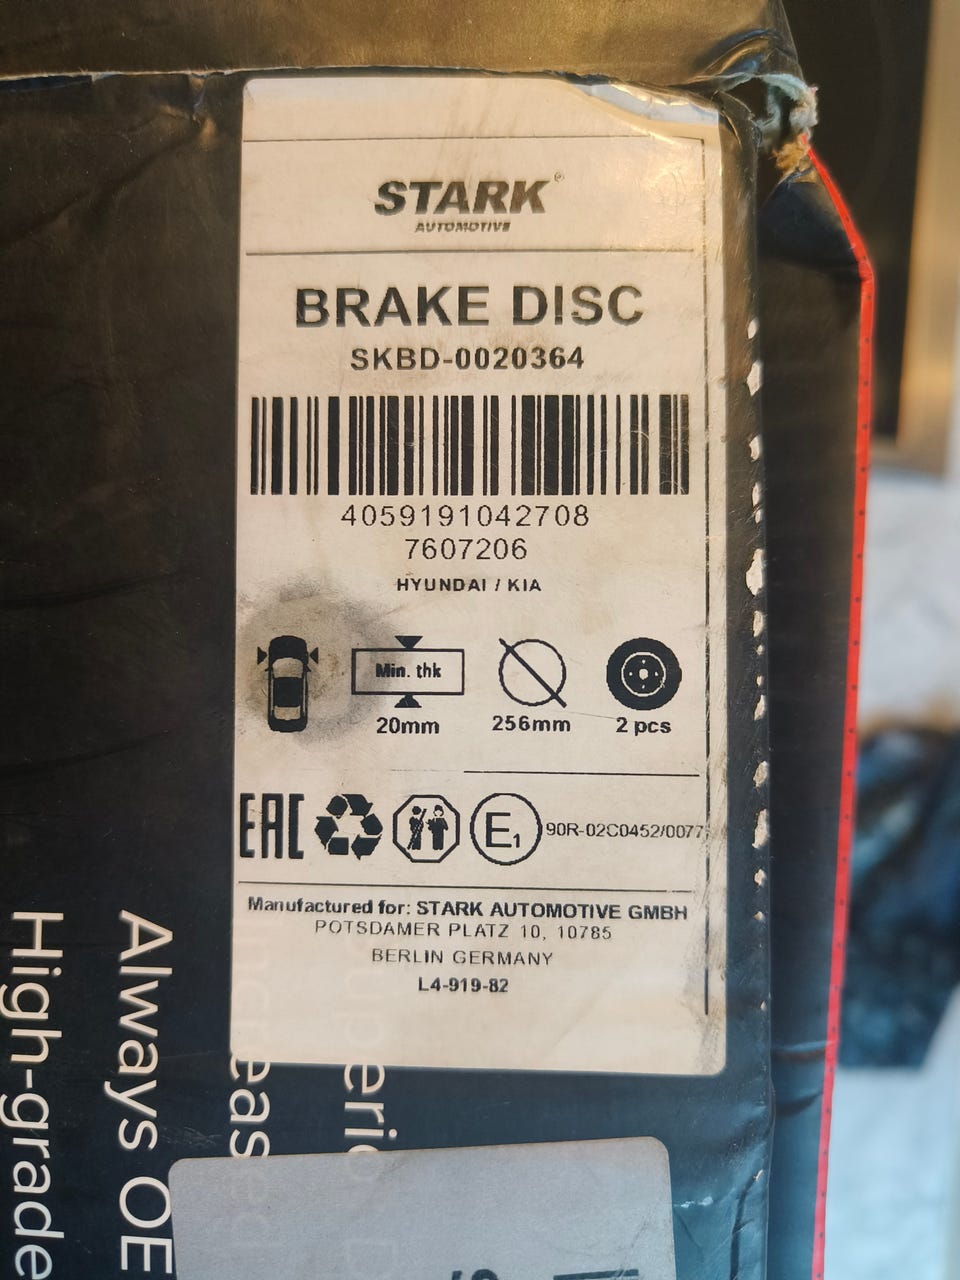 STARK®
AUTOMOTIVE
BRAKE DISC
SKBD-0020364
4059191042708
7607206
HYUNDAI / KIA
Min. thk
20mm
256mm
2 pcs
EAC
E1
90R-02C0452/0077
Manufactured for: STARK AUTOMOTIVE GMBH
POTSDAMER PLATZ 10, 10785
BERLIN GERMANY
L4-919-82
Always OE
High-grade